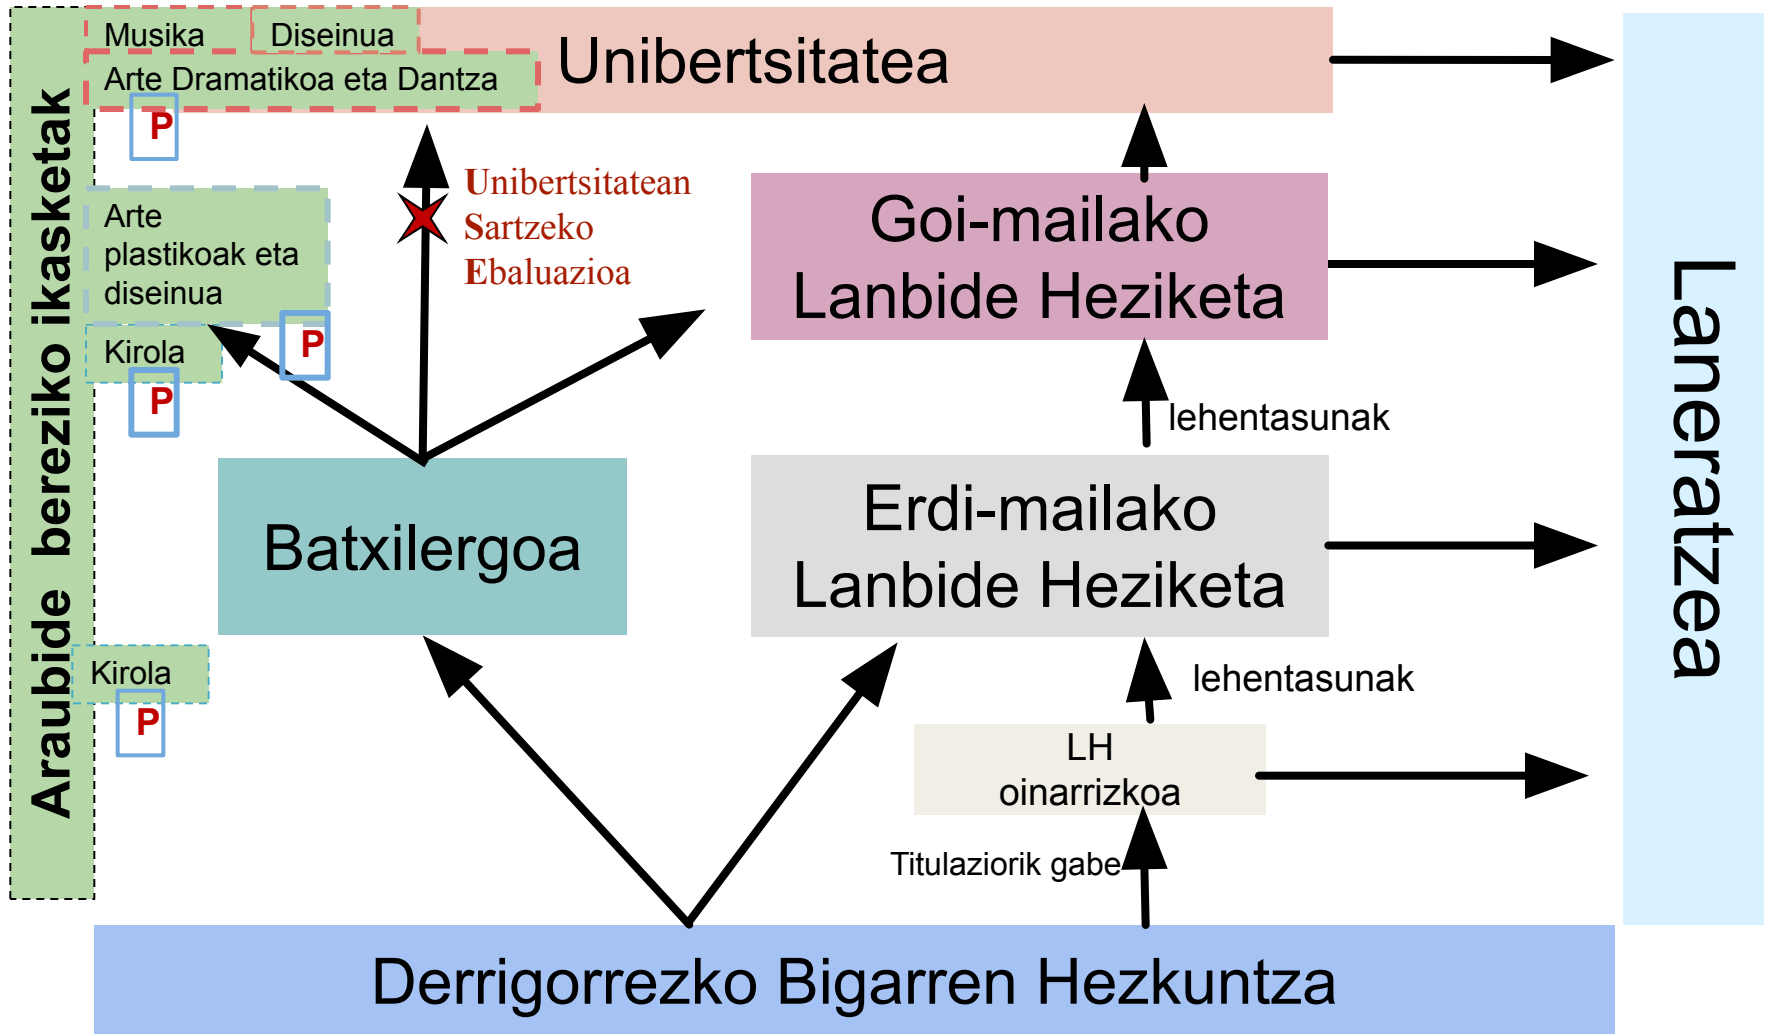 Araubide bereziko ikasketak
Musika
Diseinua
Arte Dramatikoa eta Dantza
P
Unibertsitatea
Unibertsitatean
Sartzeko
Ebaluazioa
Arte
plastikoak eta
diseinua
P
Kirola
P
Goi-mailako
Lanbide Heziketa
lehentasunak
Batxilergoa
Erdi-mailako
Lanbide Heziketa
Kirola
P
lehentasunak
LH
oinarrizkoa
Titulaziorik gabe
Derrigorrezko Bigarren Hezkuntza
Laneratzea